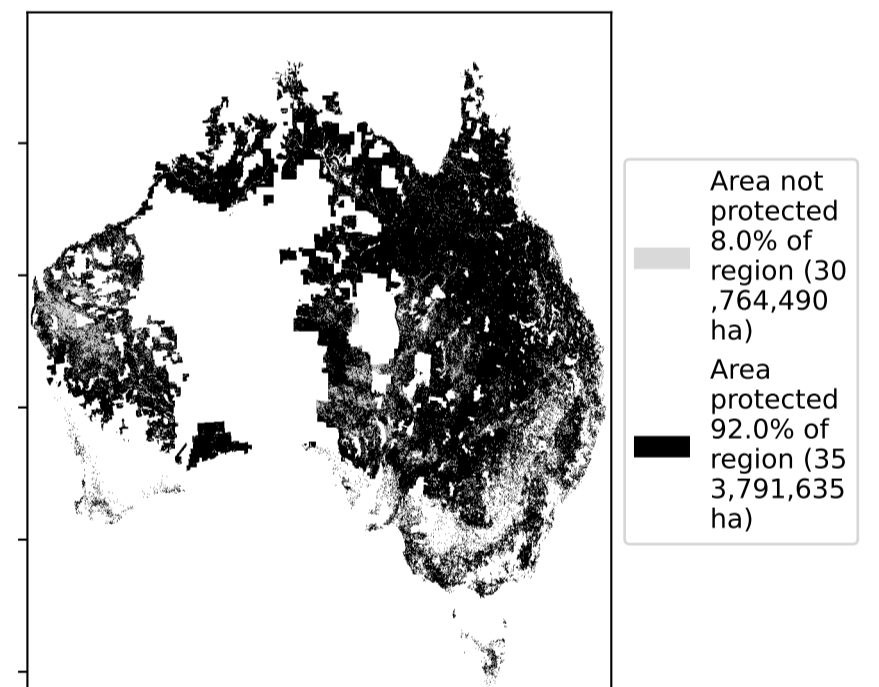 Area not
protected
8.0% of
region (30
,764,490
ha)
Area
protected
92.0% of
region (35
3,791,635
ha)